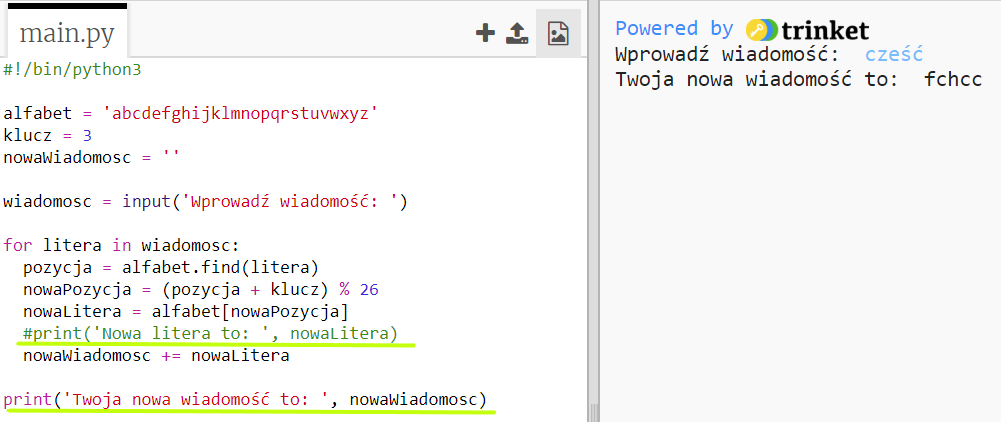 main.py
#!/bin/python3
alfabet = 'abcdefghijklmnopqrstuvwxyz'
klucz = 3
nowaWiadomosc = ''
wiadomosc = input('Wprowadź wiadomość: ')
for litera in wiadomosc:
  pozycja = alfabet.find(litera)
  nowaPozycja = (pozycja + klucz) % 26
  nowaLitera = alfabet[nowaPozycja]
  #print('Nowa litera to: ', nowaLitera)
  nowaWiadomosc += nowaLitera
print('Twoja nowa wiadomość to: ', nowaWiadomosc)
Powered by trinket
Wprowadź wiadomość:  cześć
Twoja nowa wiadomość to:  fchcc